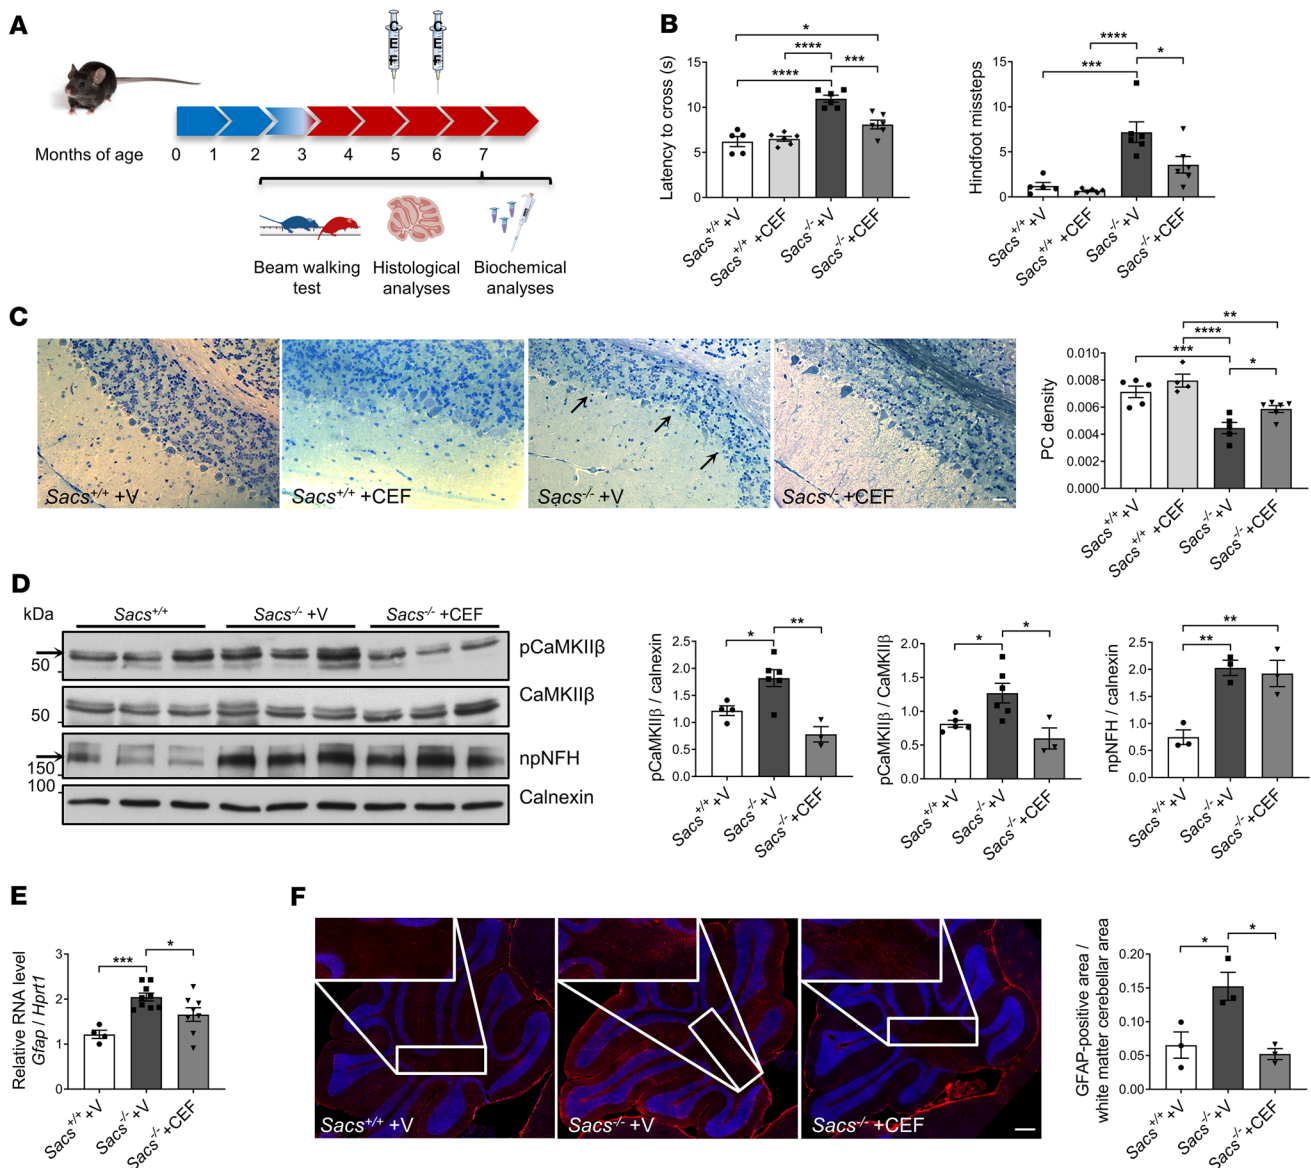 A
CEF
CEF
Months of age
0 1 2 3 4 5 6 7
Beam walking
test
Histological
analyses
Biochemical
analyses
B
Latency to cross (s)
15
10
5
0
*
****
****
***
Sacs+/+ +V
Sacs+/+ +CEF
Sacs-/- +V
Sacs-/- +CEF
Hindfoot missteps
15
10
5
0
****
*
***
Sacs+/+ +V
Sacs+/+ +CEF
Sacs-/- +V
Sacs-/- +CEF
C
Sacs+/+ +V
Sacs+/+ +CEF
Sacs-/- +V
Sacs-/- +CEF
PC density
0.010
0.008
0.006
0.004
0.002
0.000
**
****
***
*
Sacs+/+ +V
Sacs+/+ +CEF
Sacs-/- +V
Sacs-/- +CEF
D
kDa
Sacs+/+
Sacs-/- +V
Sacs-/- +CEF
50
pCaMKIIβ
50
CaMKIIβ
150
npNFH
100
Calnexin
pCaMKIIβ / calnexin
2.5
2.0
1.5
1.0
0.5
0.0
*
**
Sacs+/+ +V
Sacs-/- +V
Sacs-/- +CEF
pCaMKIIβ / CaMKIIβ
2.0
1.5
1.0
0.5
0.0
*
*
Sacs+/+ +V
Sacs-/- +V
Sacs-/- +CEF
npNFH / calnexin
2.5
2.0
1.5
1.0
0.5
0.0
**
**
Sacs+/+ +V
Sacs-/- +V
Sacs-/- +CEF
E
Relative RNA level
Gfap / Hprt1
3
2
1
0
***
*
Sacs+/+ +V
Sacs-/- +V
Sacs-/- +CEF
F
Sacs+/+ +V
Sacs-/- +V
Sacs-/- +CEF
GFAP-positive area /
white matter cerebellar area
0.20
0.15
0.10
0.05
0.00
*
*
Sacs+/+ +V
Sacs-/- +V
Sacs-/- +CEF